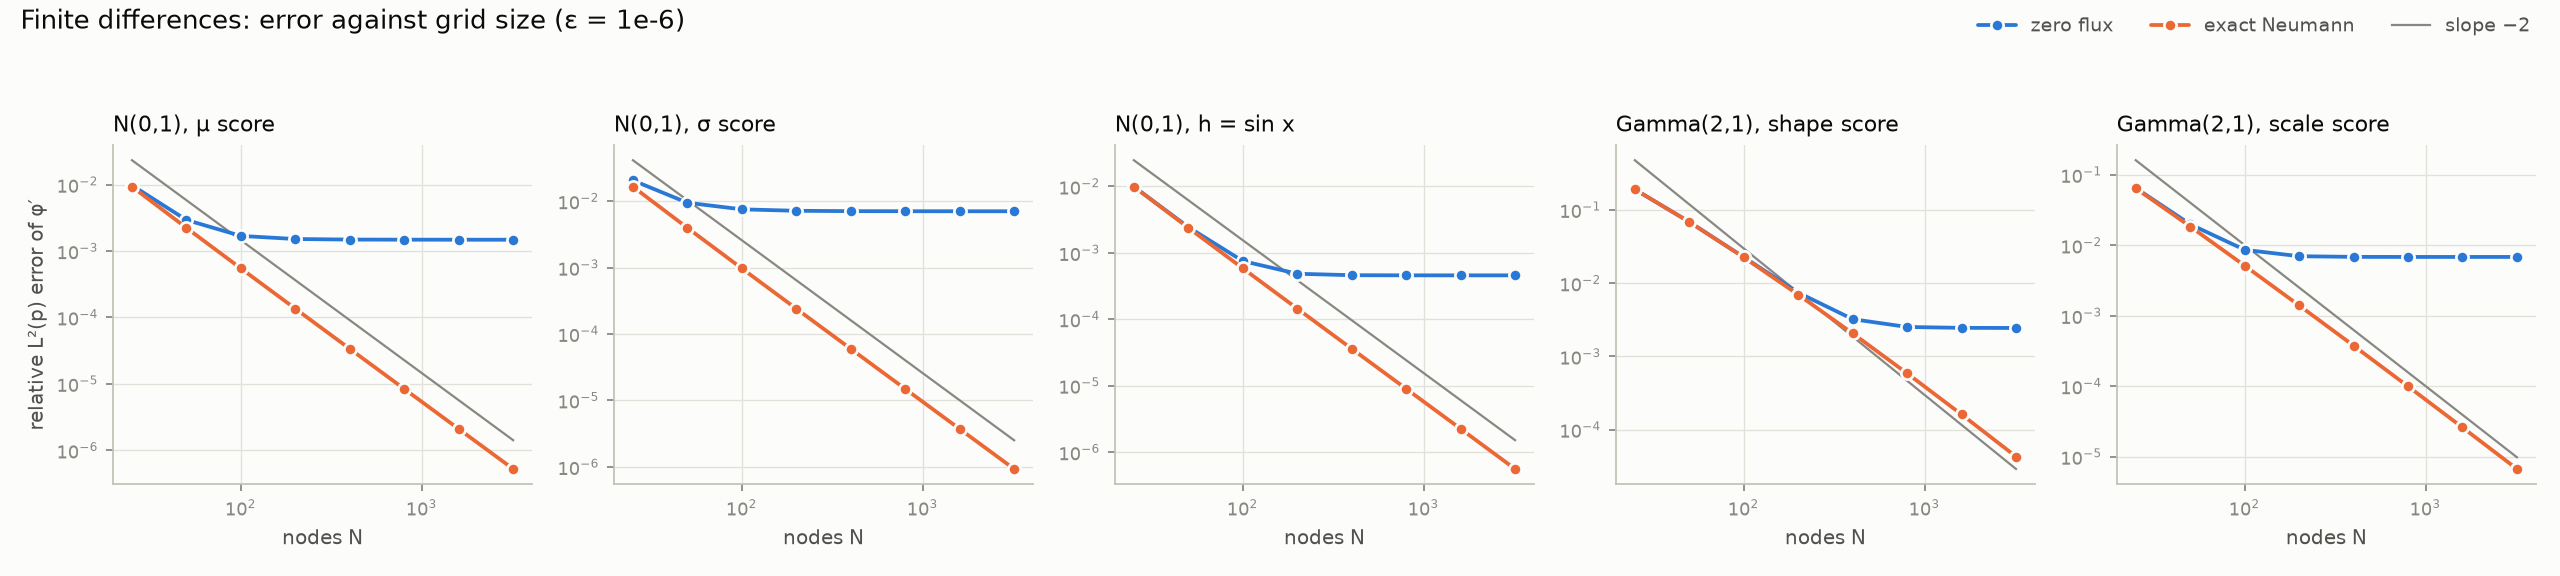 Finite differences: error against grid size (ε = 1e-6)
zero flux
exact Neumann
slope −2
relative L²(p) error of φ′
N(0,1), μ score
10⁻²
10⁻³
10⁻⁴
10⁻⁵
10⁻⁶
10² 10³
nodes N
N(0,1), σ score
10⁻²
10⁻³
10⁻⁴
10⁻⁵
10⁻⁶
10² 10³
nodes N
N(0,1), h = sin x
10⁻²
10⁻³
10⁻⁴
10⁻⁵
10⁻⁶
10² 10³
nodes N
Gamma(2,1), shape score
10⁻¹
10⁻²
10⁻³
10⁻⁴
10² 10³
nodes N
Gamma(2,1), scale score
10⁻¹
10⁻²
10⁻³
10⁻⁴
10⁻⁵
10² 10³
nodes N